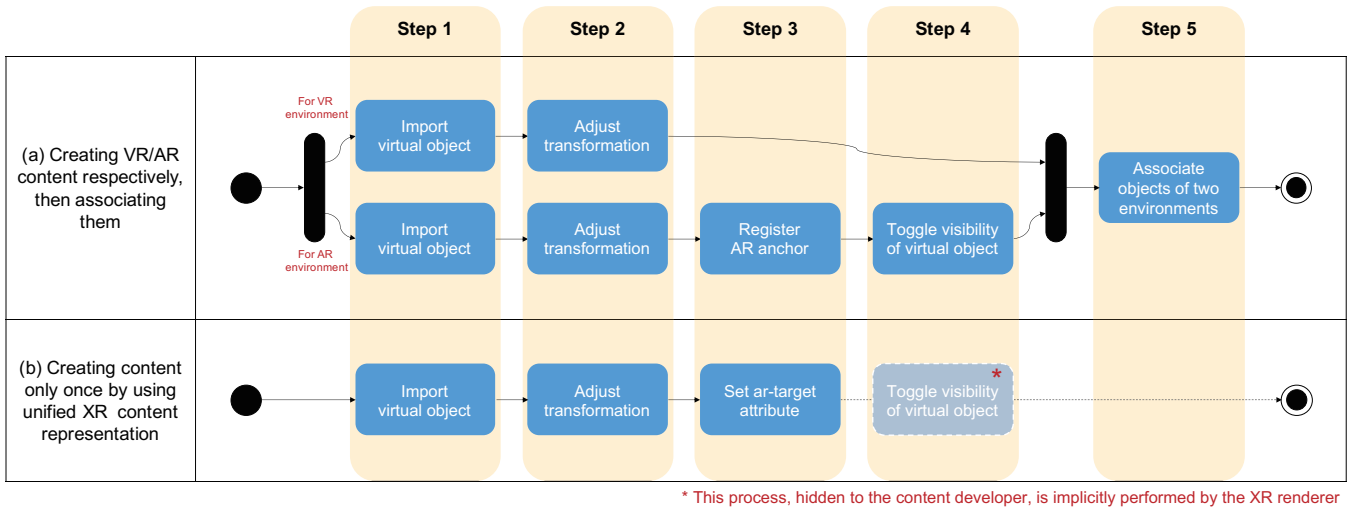 Step 1
Step 2
Step 3
Step 4
Step 5
(a) Creating VR/AR
content respectively,
then associating
them
For VR
environment
Import
virtual object
Adjust
transformation
For AR
environment
Import
virtual object
Adjust
transformation
Register
AR anchor
Toggle visibility
of virtual object
Associate
objects of two
environments
(b) Creating content
only once by using
unified XR content
representation
Import
virtual object
Adjust
transformation
Set ar-target
attribute
*
Toggle visibility
of virtual object
* This process, hidden to the content developer, is implicitly performed by the XR renderer